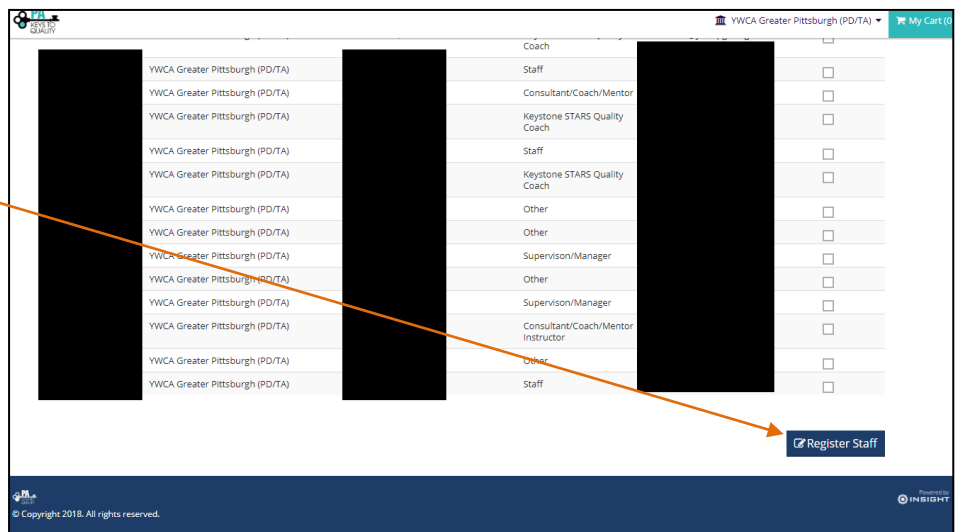 PA
KEYS TO
QUALITY
YWCA Greater Pittsburgh (PD/TA)
My Cart (0
Coach
YWCA Greater Pittsburgh (PD/TA) Staff
YWCA Greater Pittsburgh (PD/TA) Consultant/Coach/Mentor
YWCA Greater Pittsburgh (PD/TA) Keystone STARS Quality
Coach
YWCA Greater Pittsburgh (PD/TA) Staff
YWCA Greater Pittsburgh (PD/TA) Keystone STARS Quality
Coach
YWCA Greater Pittsburgh (PD/TA) Other
YWCA Greater Pittsburgh (PD/TA) Other
YWCA Greater Pittsburgh (PD/TA) Supervison/Manager
YWCA Greater Pittsburgh (PD/TA) Other
YWCA Greater Pittsburgh (PD/TA) Supervison/Manager
YWCA Greater Pittsburgh (PD/TA) Consultant/Coach/Mentor
Instructor
YWCA Greater Pittsburgh (PD/TA) Other
YWCA Greater Pittsburgh (PD/TA) Staff
Register Staff
PA
© Copyright 2018. All rights reserved.
Powered by
INSIGHT